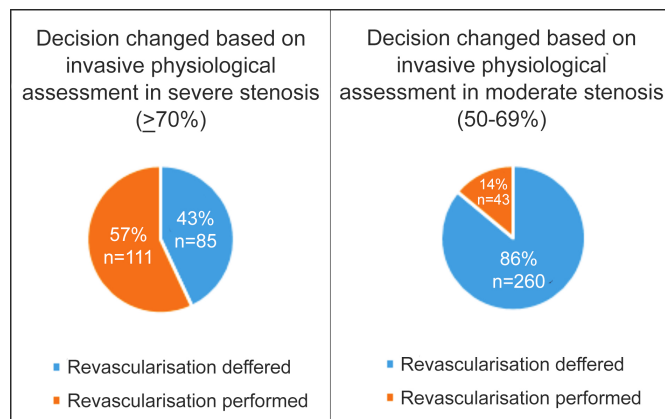 Decision changed based on
invasive physiological
assessment in severe stenosis
(≥70%)
43%
n=85
57%
n=111
Revascularisation deffered
Revascularisation performed
Decision changed based on
invasive physiological
assessment in moderate stenosis
(50-69%)
14%
n=43
86%
n=260
Revascularisation deffered
Revascularisation performed